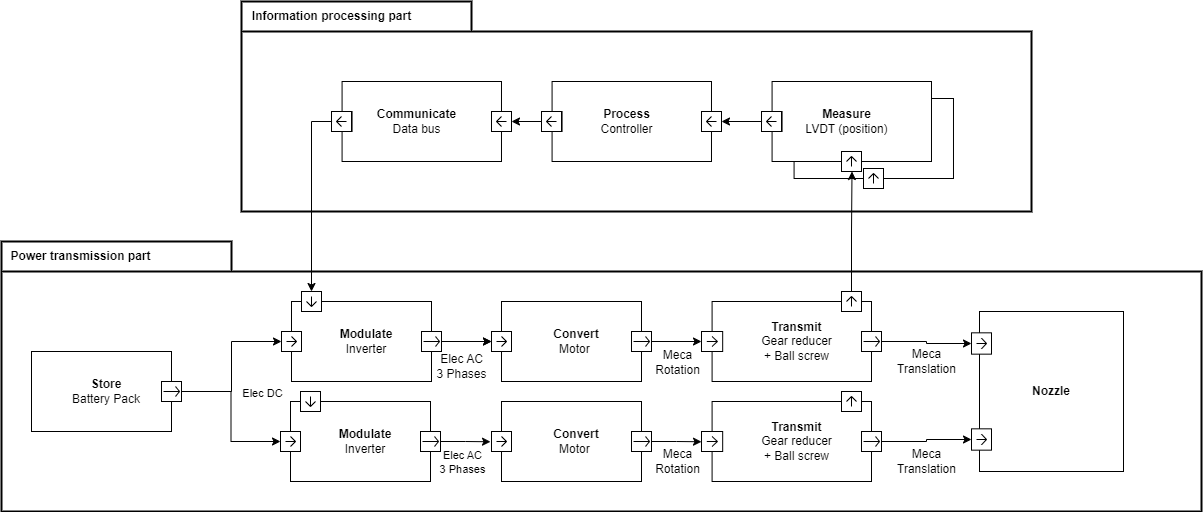 Information processing part
Communicate
Data bus
Process
Controller
Measure
LVDT (position)
Power transmission part
Store
Battery Pack
Elec DC
Modulate
Inverter
Elec AC
3 Phases
Convert
Motor
Meca
Rotation
Transmit
Gear reducer
+ Ball screw
Meca
Translation
Nozzle
Modulate
Inverter
Elec AC
3 Phases
Convert
Motor
Meca
Rotation
Transmit
Gear reducer
+ Ball screw
Meca
Translation